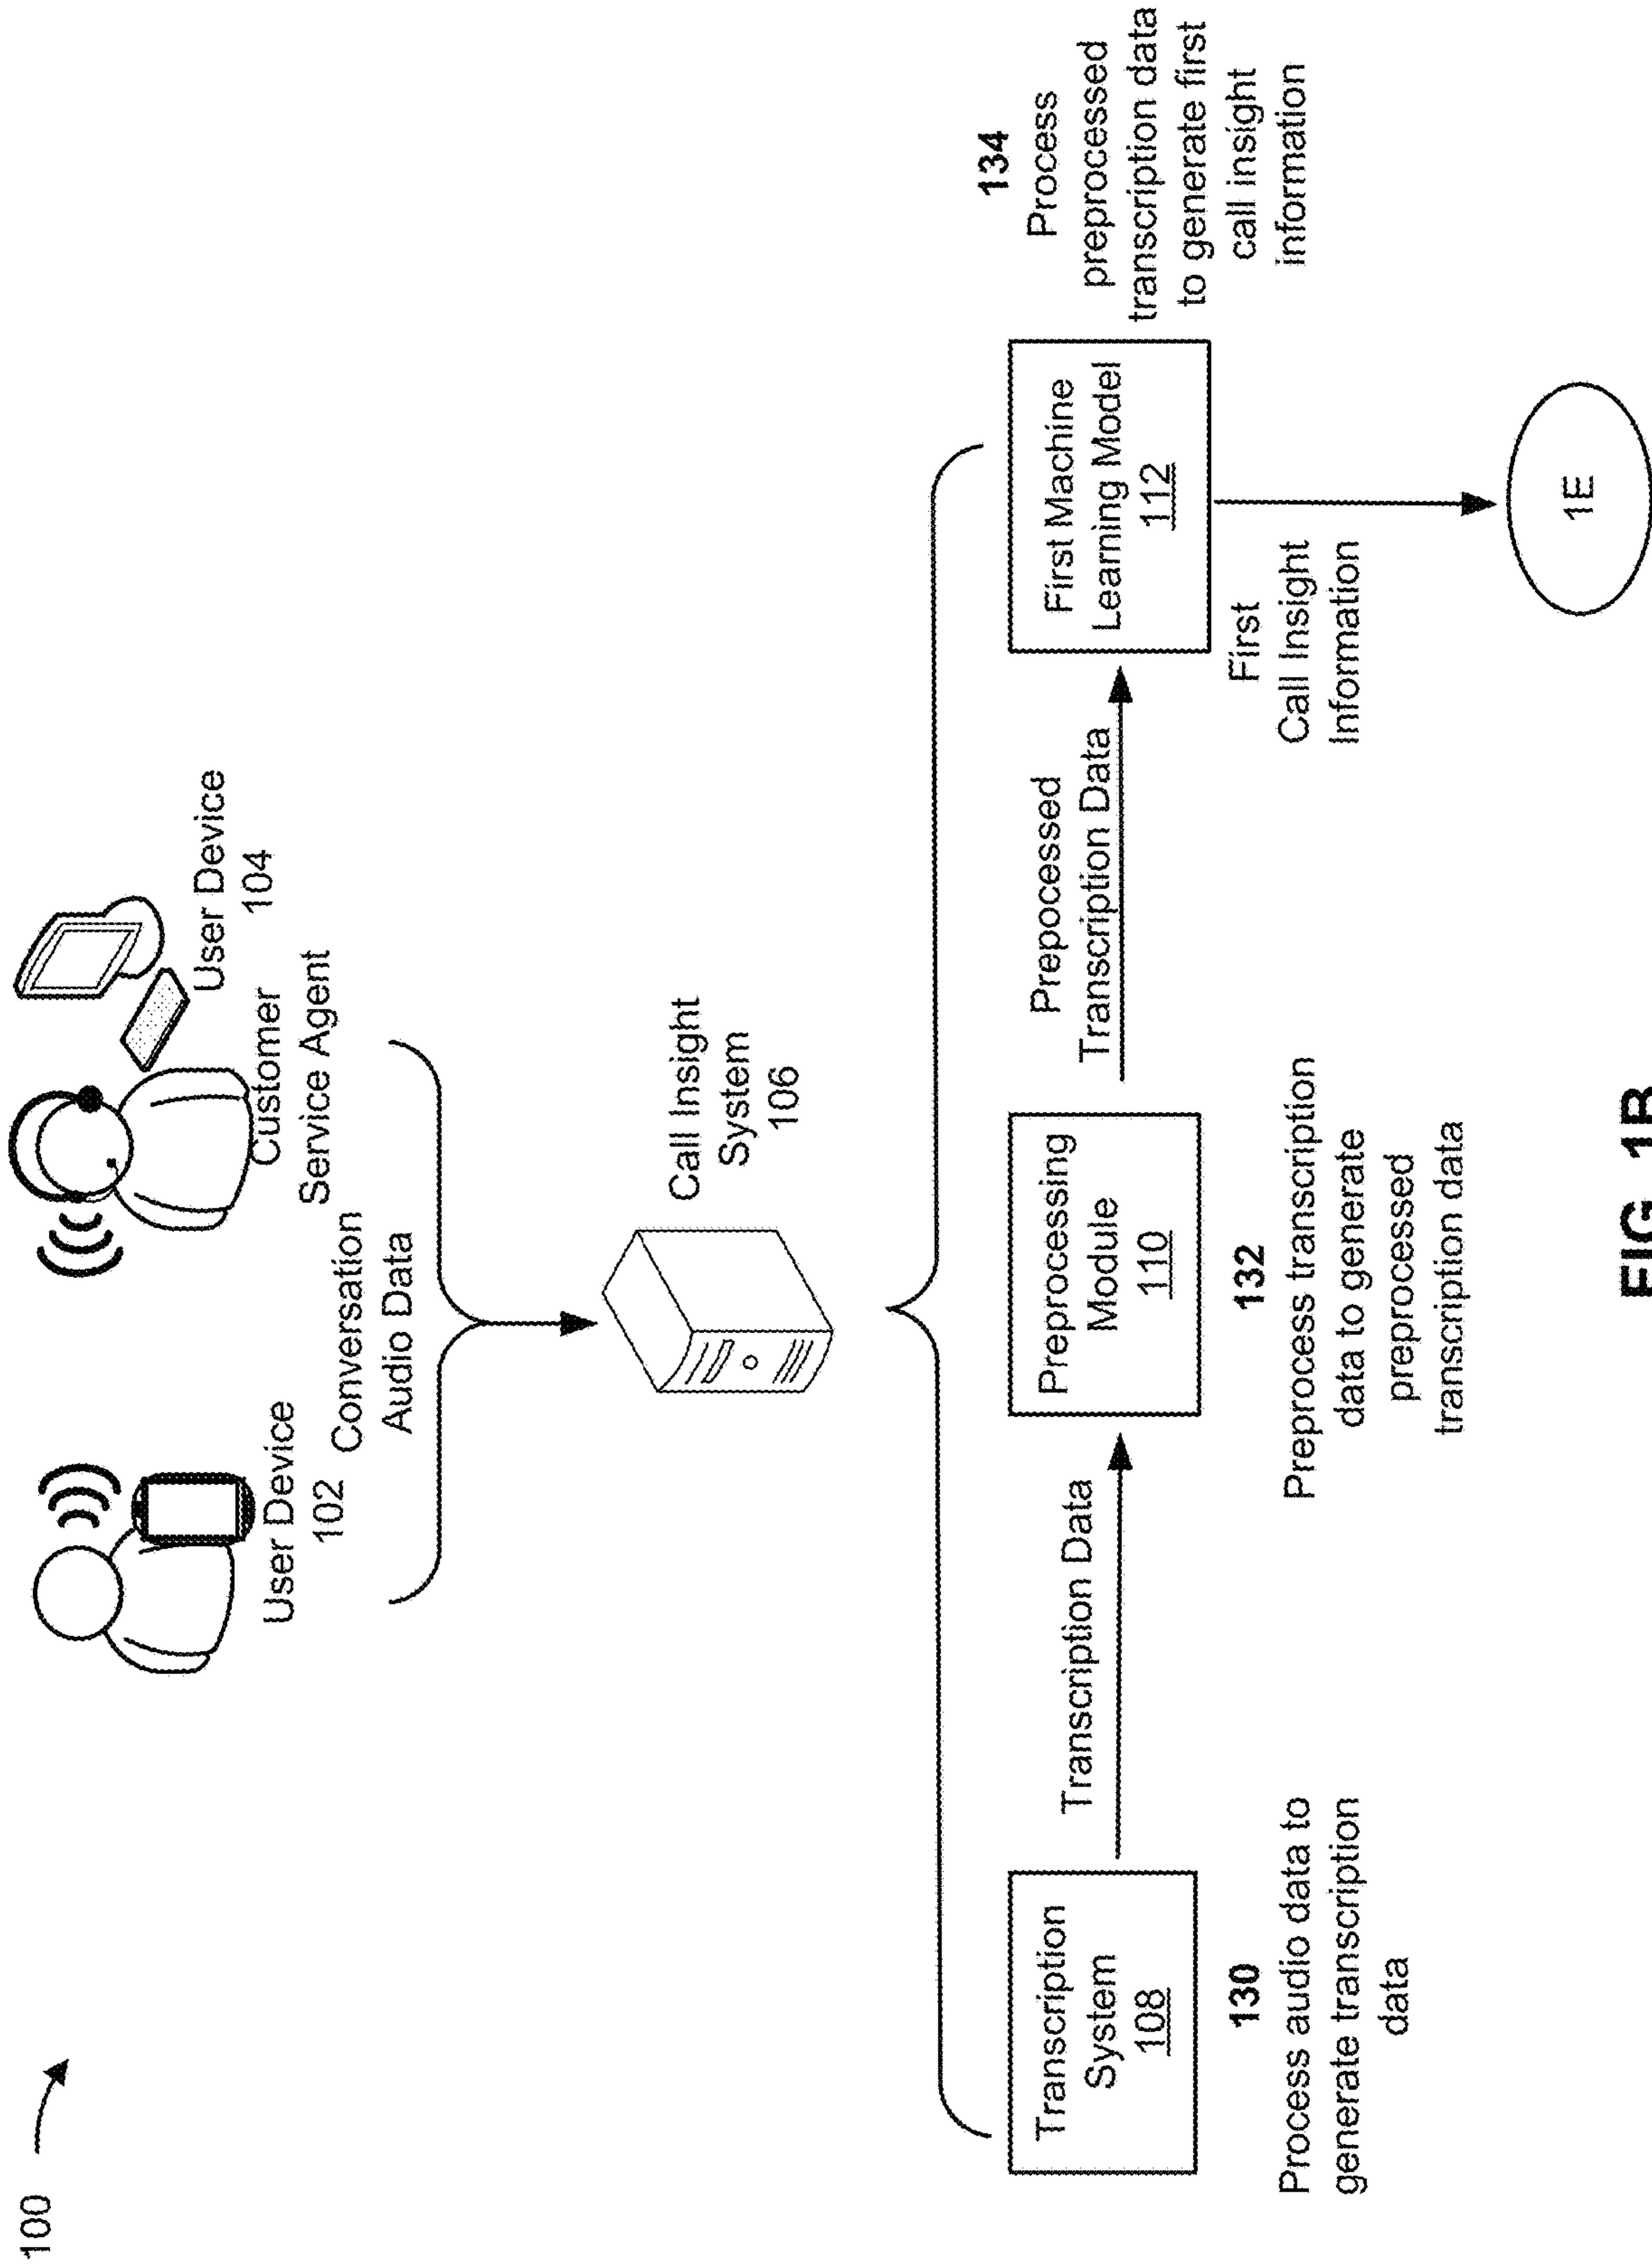 100
User Device
102
Customer
Service Agent
User Device
104
Conversation
Audio Data
Call Insight
System
106
Transcription
System
108
Transcription Data
Preprocessing
Module
110
Prepocessed
Transcription Data
First Machine
Learning Model
112
130
Process audio data to
generate transcription
data
132
Preprocess transcription
data to generate
preprocessed
transcription data
134
Process
preprocessed
transcription data
to generate first
call insight
information
First
Call Insight
Information
1E
FIG. 1B